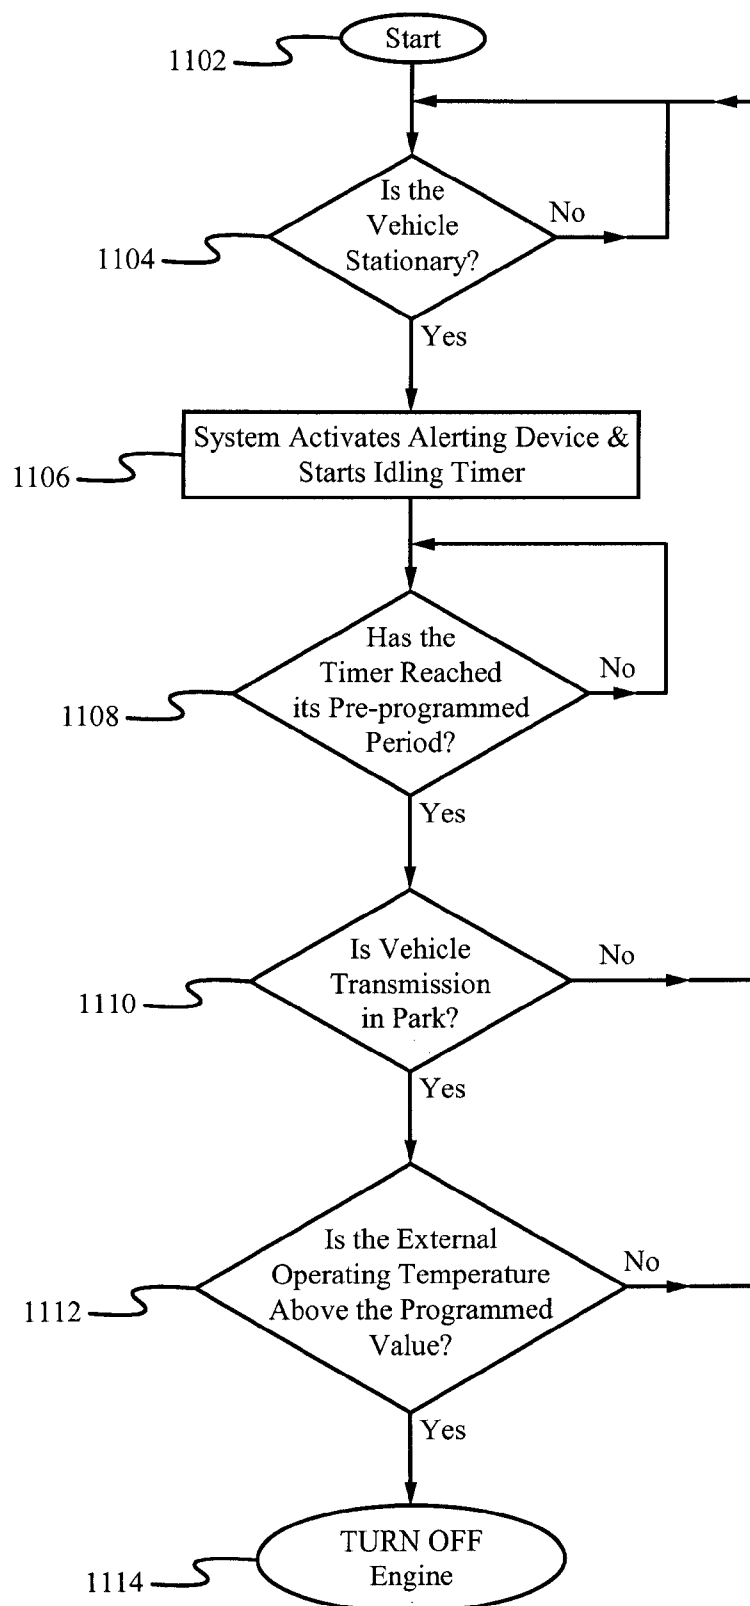 Start
1102
Is the
Vehicle
Stationary?
No
1104
Yes
System Activates Alerting Device &
Starts Idling Timer
1106
Has the
Timer Reached
its Pre-programmed
Period?
No
1108
Yes
Is Vehicle
Transmission
in Park?
No
1110
Yes
Is the External
Operating Temperature
Above the Programmed
Value?
No
1112
Yes
TURN OFF
Engine
1114